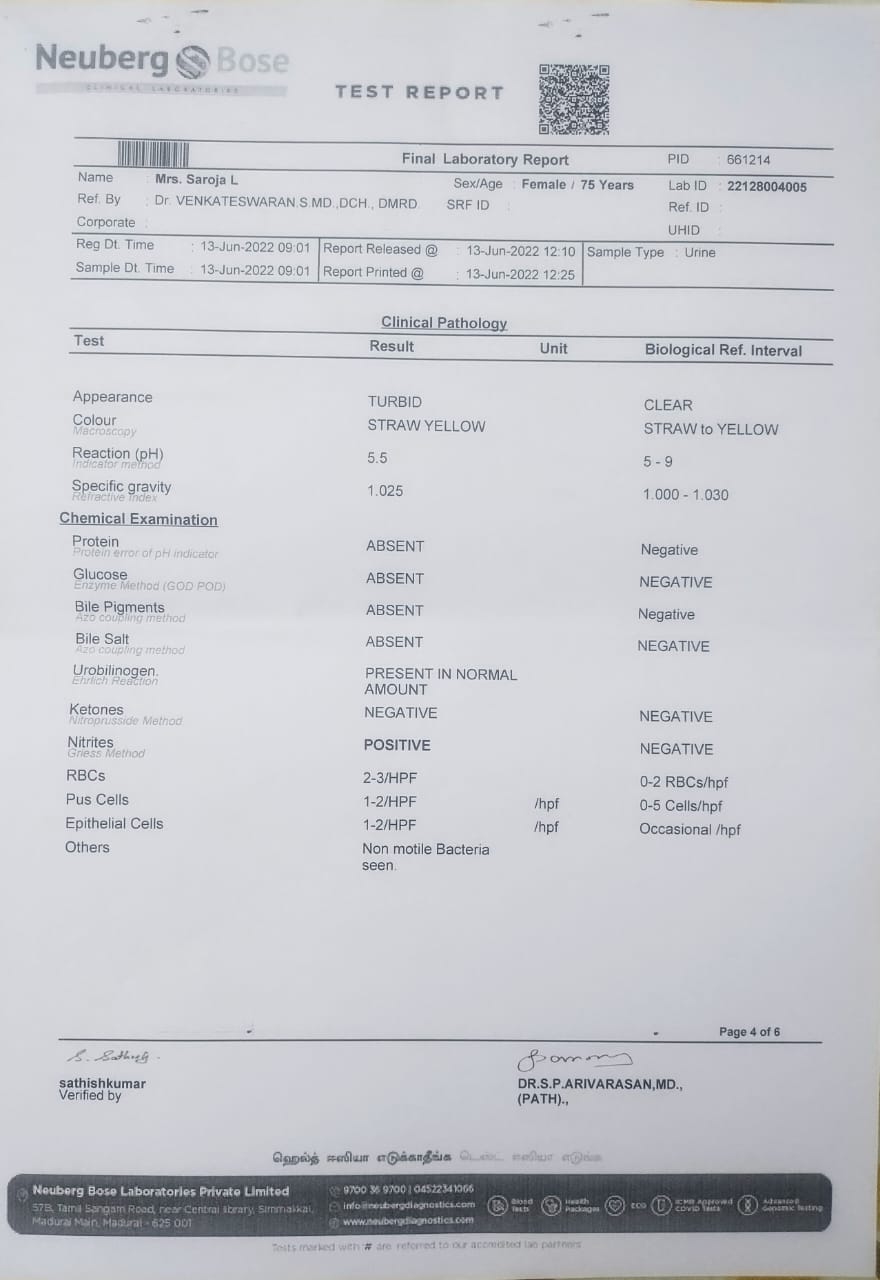 Neuberg Bose
CLINICAL LABORATORIES
TEST REPORT
Final Laboratory Report
PID : 661214
Name : Mrs. Saroja L Sex/Age : Female / 75 Years Lab ID : 22128004005
Ref. By : Dr. VENKATESWARAN.S.MD.,DCH., DMRD. SRF ID : Ref. ID :
Corporate : UHID :
Reg Dt. Time : 13-Jun-2022 09:01 Report Released @ : 13-Jun-2022 12:10 Sample Type : Urine
Sample Dt. Time : 13-Jun-2022 09:01 Report Printed @ : 13-Jun-2022 12:25
Clinical Pathology
Test Result Unit Biological Ref. Interval
Appearance TURBID CLEAR
Colour STRAW YELLOW STRAW to YELLOW
Macroscopy
Reaction (pH) 5.5 5 - 9
Indicator method
Specific gravity 1.025 1.000 - 1.030
Refractive Index
Chemical Examination
Protein ABSENT Negative
Protein error of pH indicator
Glucose ABSENT NEGATIVE
Enzyme Method (GOD POD)
Bile Pigments ABSENT Negative
Azo coupling method
Bile Salt ABSENT NEGATIVE
Azo coupling method
Urobilinogen. PRESENT IN NORMAL
Ehrlich Reaction AMOUNT
Ketones NEGATIVE NEGATIVE
Nitroprusside Method
Nitrites POSITIVE NEGATIVE
Griess Method
RBCs 2-3/HPF 0-2 RBCs/hpf
Pus Cells 1-2/HPF /hpf 0-5 Cells/hpf
Epithelial Cells 1-2/HPF /hpf Occasional /hpf
Others Non motile Bacteria
seen.
Page 4 of 6
S. Sathish
sathishkumar DR.S.P.ARIVARASAN,MD.,
Verified by (PATH).,
ஹெல்த் ஈஸியா எடுக்காதீங்க டெஸ்ட ஈஸியா எடுங்க
Neuberg Bose Laboratories Private Limited
57B, Tamil Sangam Road, near Central library, Simmakkal,
Madurai Main, Madurai - 625 001
9700 36 9700 | 04522341066
info@neubergdiagnostics.com
www.neubergdiagnostics.com
Blood Tests
Health Packages
ECG
ICMR Approved COVID Tests
Advanced Genomic Testing
Tests marked with # are referred to our accredited lab partners